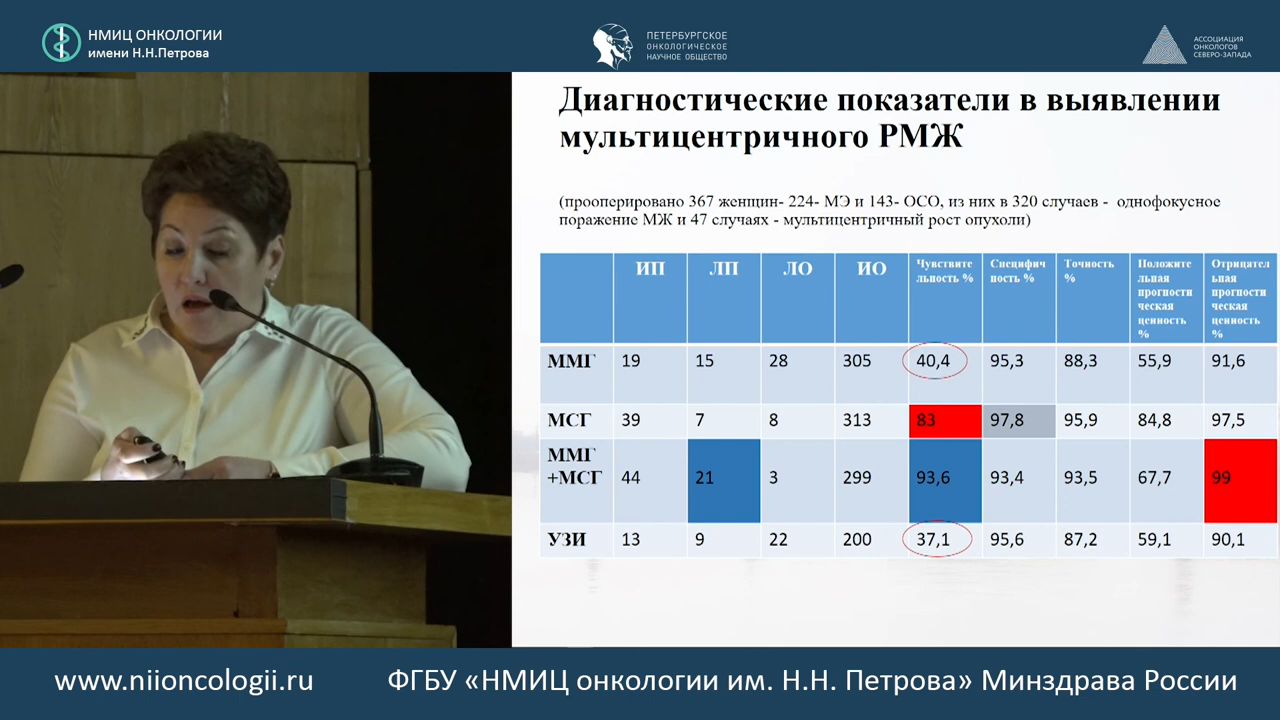 НМИЦ ОНКОЛОГИИ
имени Н.Н.Петрова
ПЕТЕРБУРГСКОЕ
ОНКОЛОГИЧЕСКОЕ
НАУЧНОЕ ОБЩЕСТВО
АССОЦИАЦИЯ
ОНКОЛОГОВ
СЕВЕРО-ЗАПАДА
Диагностические показатели в выявлении
мультицентричного РМЖ
(прооперировано 367 женщин- 224- МЭ и 143- ОСО, из них в 320 случаев - однофокусное
поражение МЖ и 47 случаях - мультицентричный рост опухоли)
ИП ЛП ЛО ИО Чувствительность % Специфичность % Точность % Положительная прогностическая ценность % Отрицательная прогностическая ценность %
ММГ 19 15 28 305 40,4 95,3 88,3 55,9 91,6
МСГ 39 7 8 313 83 97,8 95,9 84,8 97,5
ММГ
+МСГ 44 21 3 299 93,6 93,4 93,5 67,7 99
УЗИ 13 9 22 200 37,1 95,6 87,2 59,1 90,1
www.niioncologii.ru
ФГБУ «НМИЦ онкологии им. Н.Н. Петрова» Минздрава России